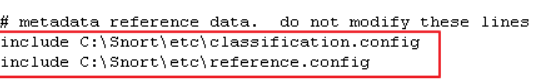 # metadata reference data.  do not modify these lines
include C:\Snort\etc\classification.config
include C:\Snort\etc\reference.config